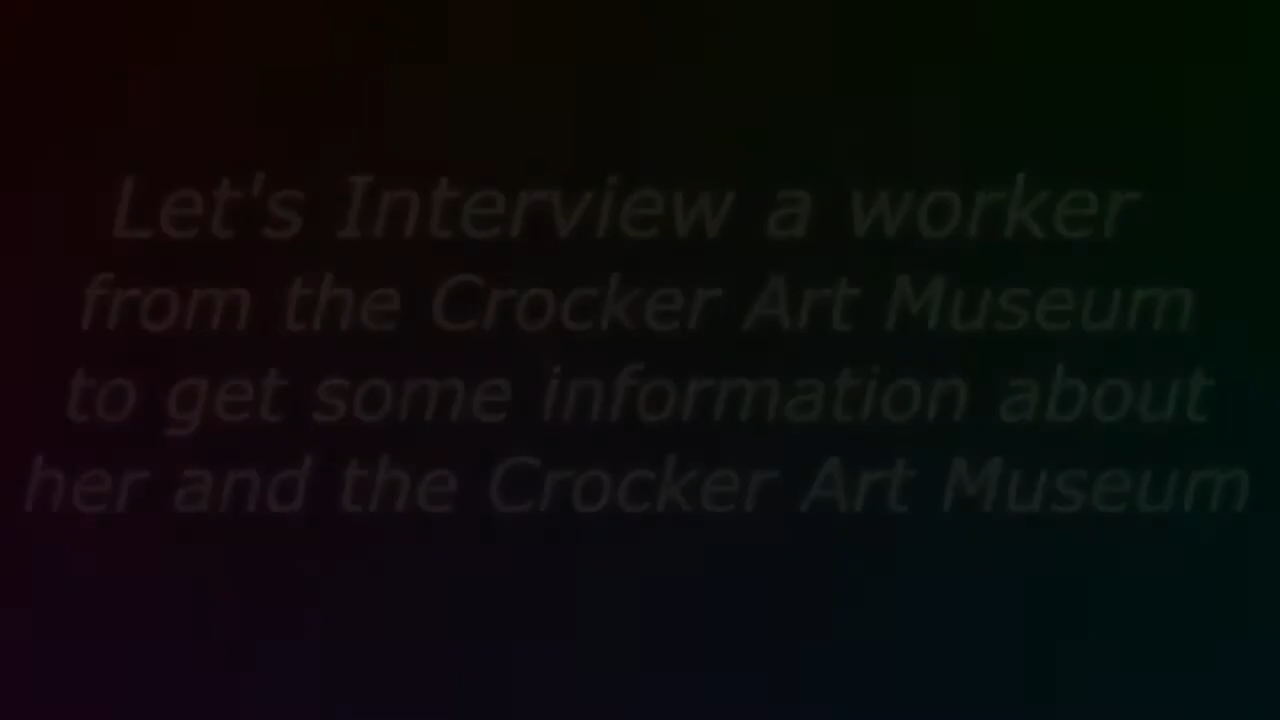 Let's Interview a worker
from the Crocker Art Museum
to get some information about
her and the Crocker Art Museum